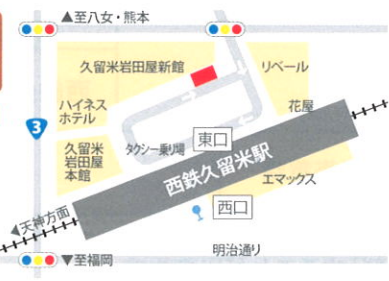 ▲至八女・熊本
久留米岩田屋新館
リベール
ハイネス
ホテル
花屋
3
久留米
岩田屋
本館
タクシー乗り場
東口
西鉄久留米駅
エマックス
西口
◀天神方面
明治通り
▼至福岡